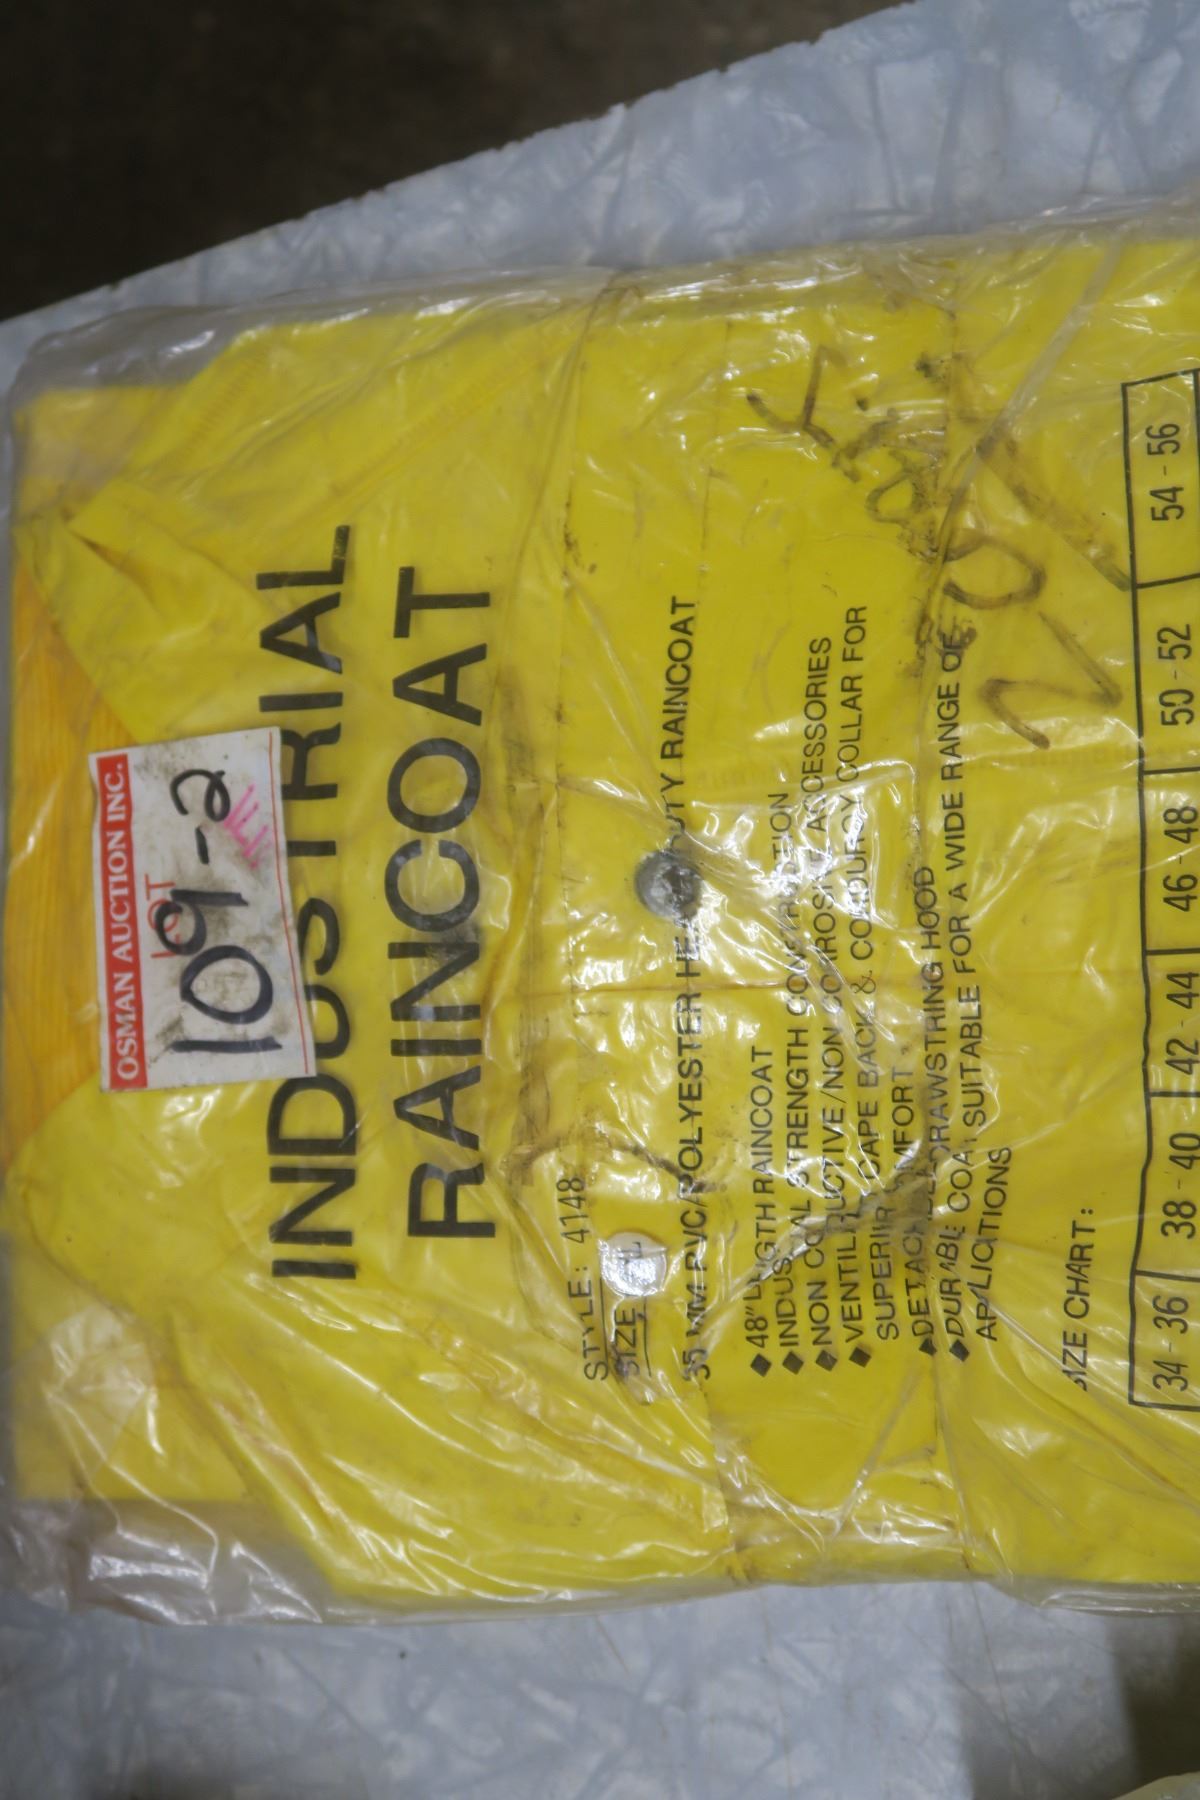 OSMAN AUCTION INC.
LOT
109-2
INDUSTRIAL
RAINCOAT
STYLE: 4148
SIZE
35 MM PVC/POLYESTER HEAVY DUTY RAINCOAT
◆ 48" LENGTH RAINCOAT
◆ INDUSTRIAL STRENGTH CONSTRUCTION
◆ NON CONDUCTIVE/NON CORROSIVE ACCESSORIES
◆ VENTILATED CAPE BACK & CORDUROY COLLAR FOR
SUPERIOR COMFORT
◆ DETACHABLE DRAWSTRING HOOD
◆ DURABLE COAT SUITABLE FOR A WIDE RANGE OF
APPLICATIONS
SIZE CHART:
34 - 36 38 - 40 42 - 44 46 - 48 50 - 52 54 - 56